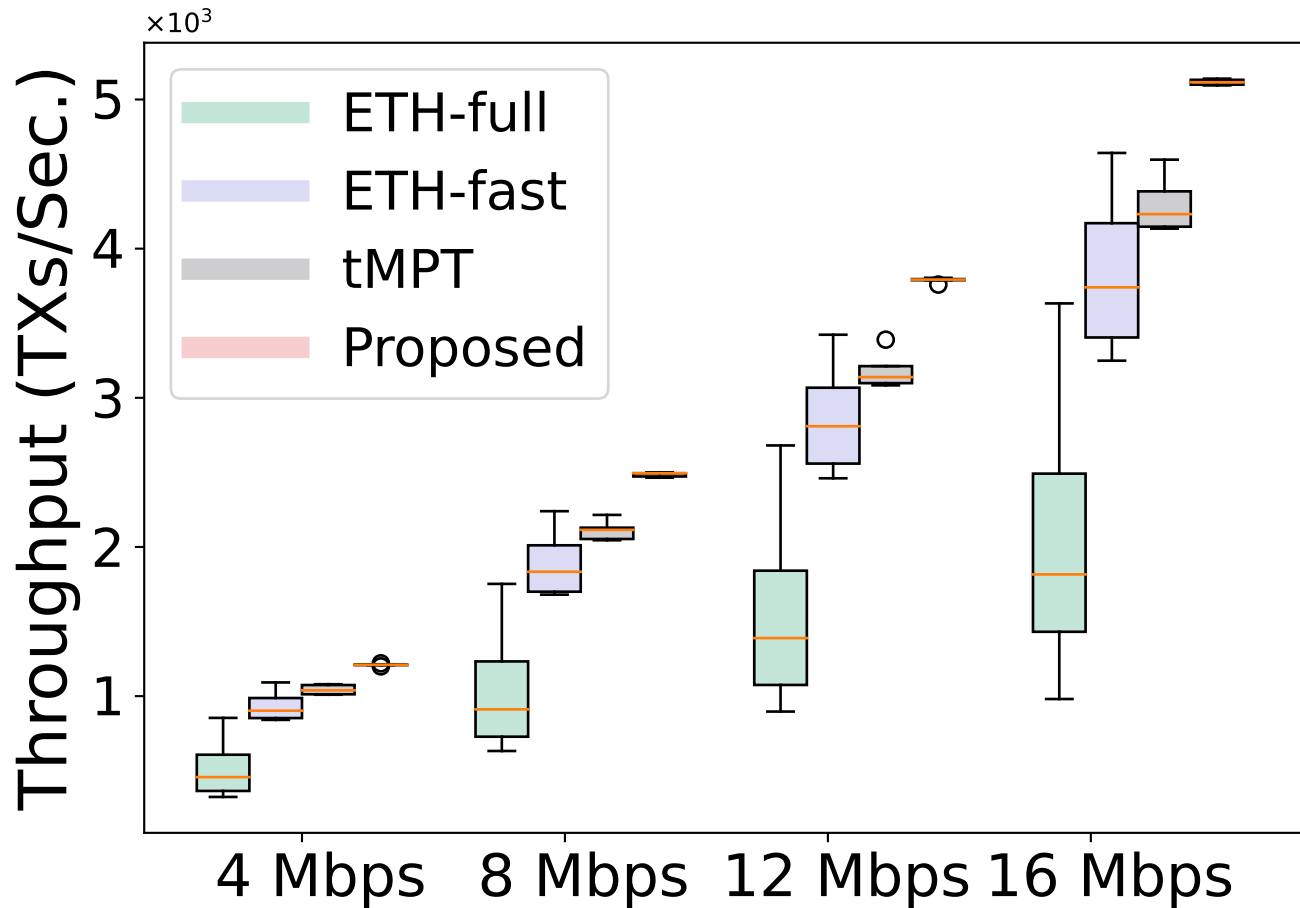 ×10³
Throughput (TXs/Sec.)
5
4
3
2
1
ETH-full
ETH-fast
tMPT
Proposed
4 Mbps 8 Mbps 12 Mbps 16 Mbps